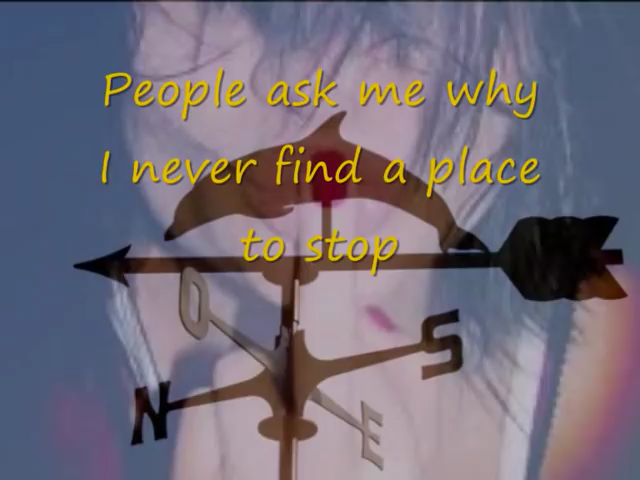 People ask me why
I never find a place
to stop
O
S
N
E